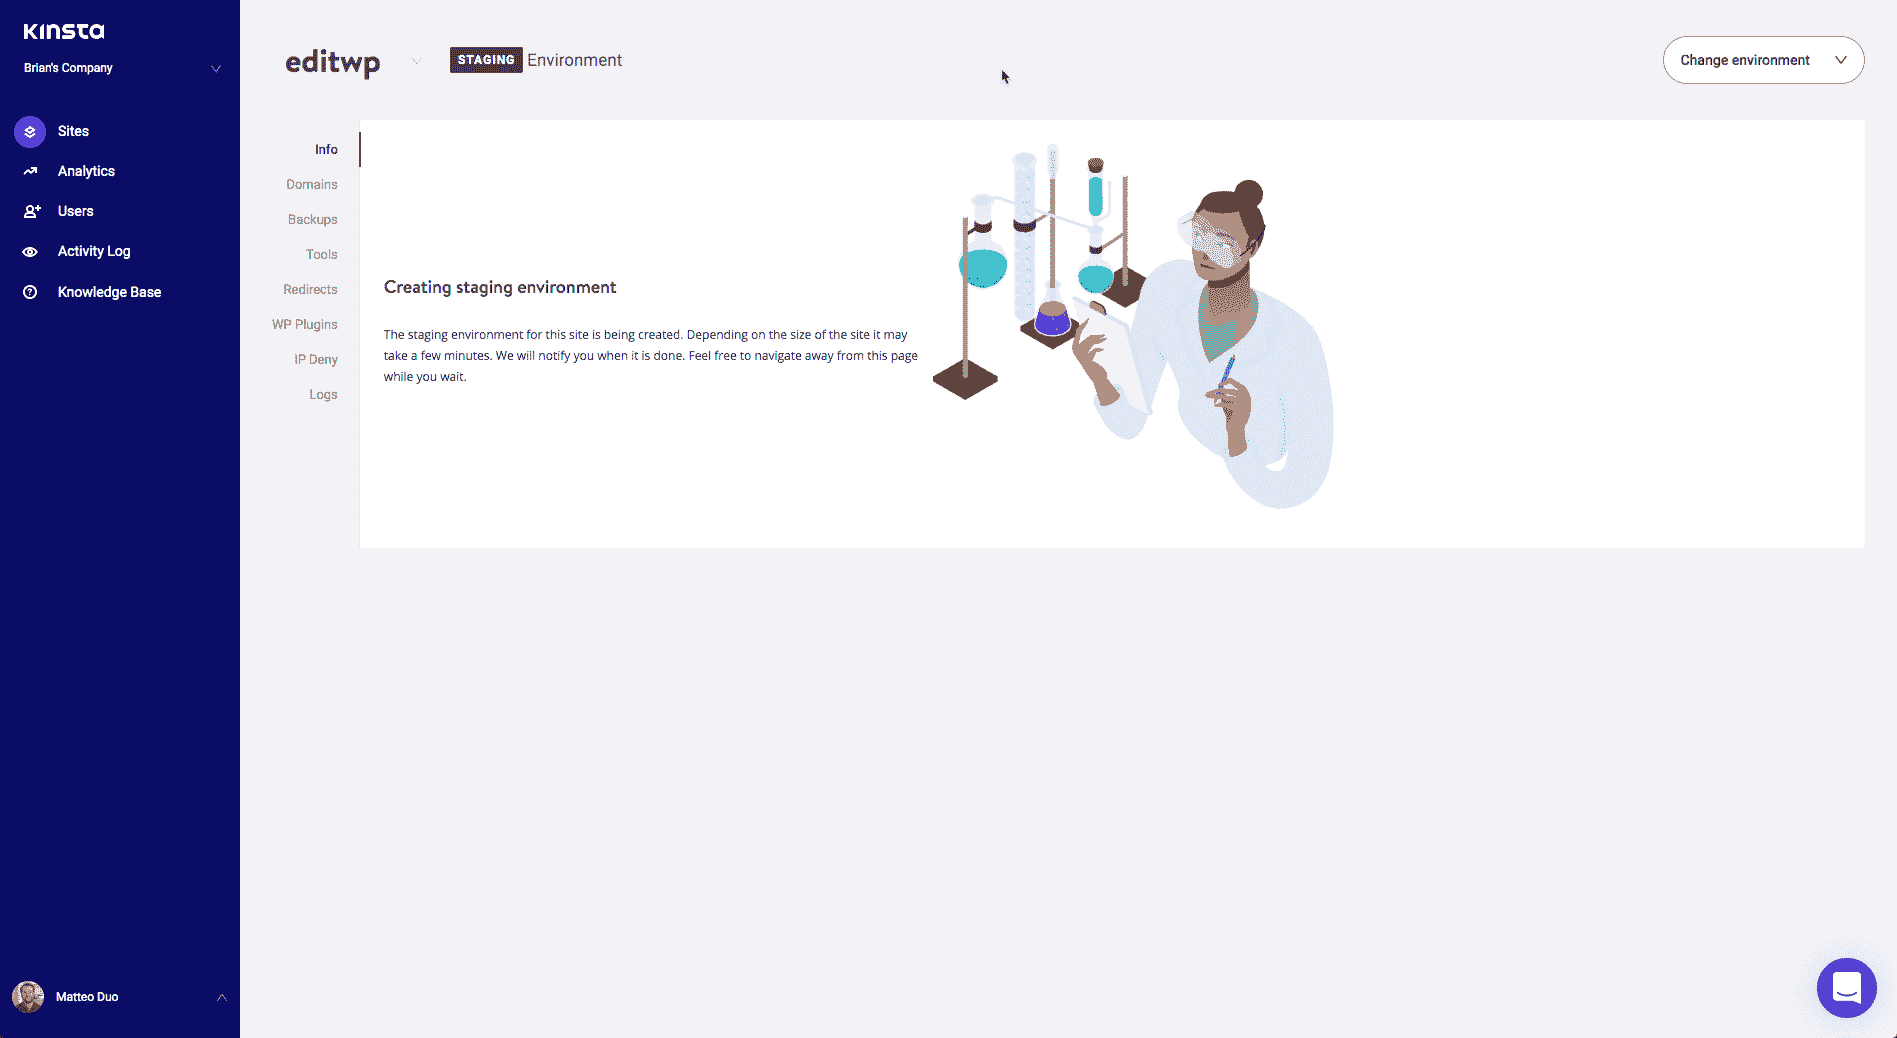 Kinsta
Brian's Company
Sites
Analytics
Users
Activity Log
Knowledge Base
Matteo Duo
editwp
STAGING Environment
Change environment
Info
Domains
Backups
Tools
Redirects
WP Plugins
IP Deny
Logs
Creating staging environment
The staging environment for this site is being created. Depending on the size of the site it may
take a few minutes. We will notify you when it is done. Feel free to navigate away from this page
while you wait.